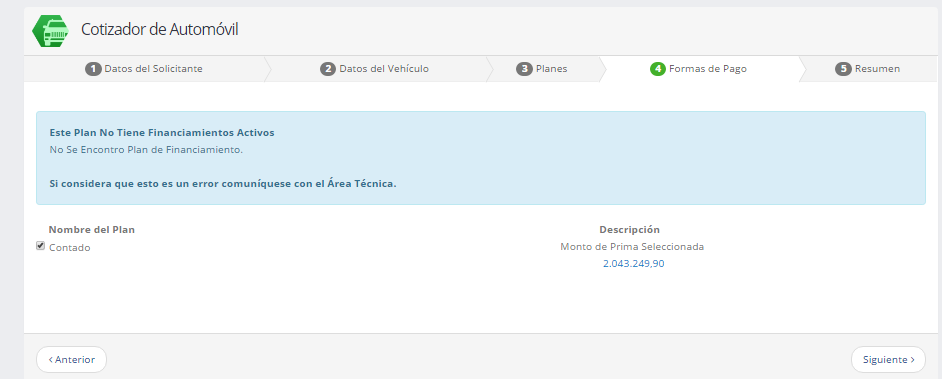 Cotizador de Automóvil
1 Datos del Solicitante
2 Datos del Vehículo
3 Planes
4 Formas de Pago
5 Resumen
Este Plan No Tiene Financiamientos Activos
No Se Encontro Plan de Financiamiento.
Si considera que esto es un error comuníquese con el Área Técnica.
Nombre del Plan
Descripción
Contado
Monto de Prima Seleccionada
2.043.249,90
‹ Anterior
Siguiente ›